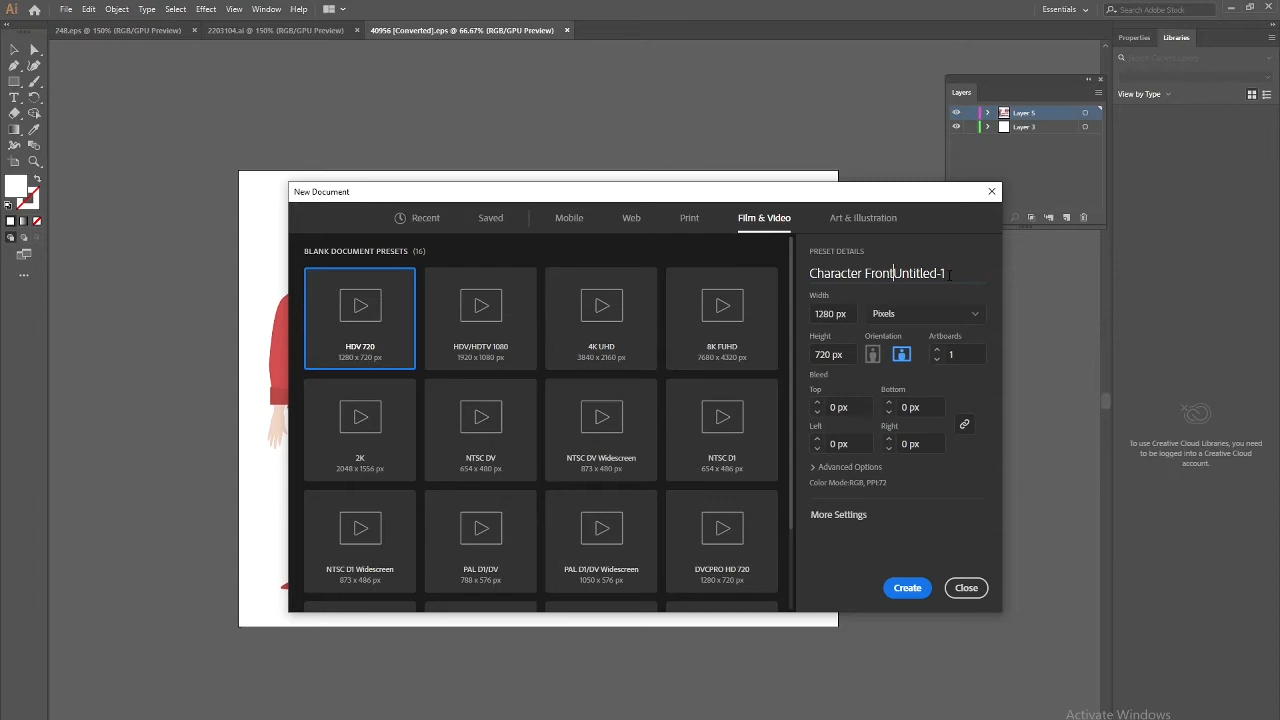 Ai File Edit Object Type Select Effect View Window Help Essentials Search Adobe Stock
248.eps @ 150% (RGB/GPU Preview) × 2203104.ai @ 150% (RGB/GPU Preview) × 40956 [Converted].eps @ 66.67% (RGB/GPU Preview) ×
Properties Libraries
View by Type
Layers
Layer 5
Layer 3
New Document
Recent Saved Mobile Web Print Film & Video Art & Illustration
BLANK DOCUMENT PRESETS (16)
HDV 720
1280 x 720 px
HDV/HDTV 1080
1920 x 1080 px
4K UHD
3840 x 2160 px
8K FUHD
7680 x 4320 px
2K
2048 x 1556 px
NTSC DV
654 x 480 px
NTSC DV Widescreen
873 x 480 px
NTSC D1
654 x 486 px
NTSC D1 Widescreen
873 x 486 px
PAL D1/DV
788 x 576 px
PAL D1/DV Widescreen
1050 x 576 px
DVCPRO HD 720
1280 x 720 px
PRESET DETAILS
Character FrontUntitled-1
Width
1280 px Pixels
Height Orientation Artboards
720 px 1
Bleed
Top Bottom
0 px 0 px
Left Right
0 px 0 px
Advanced Options
Color Mode:RGB, PPI:72
More Settings
Create Close
To use Creative Cloud Libraries, you need
to be logged into a Creative Cloud
account.
Activate Windows